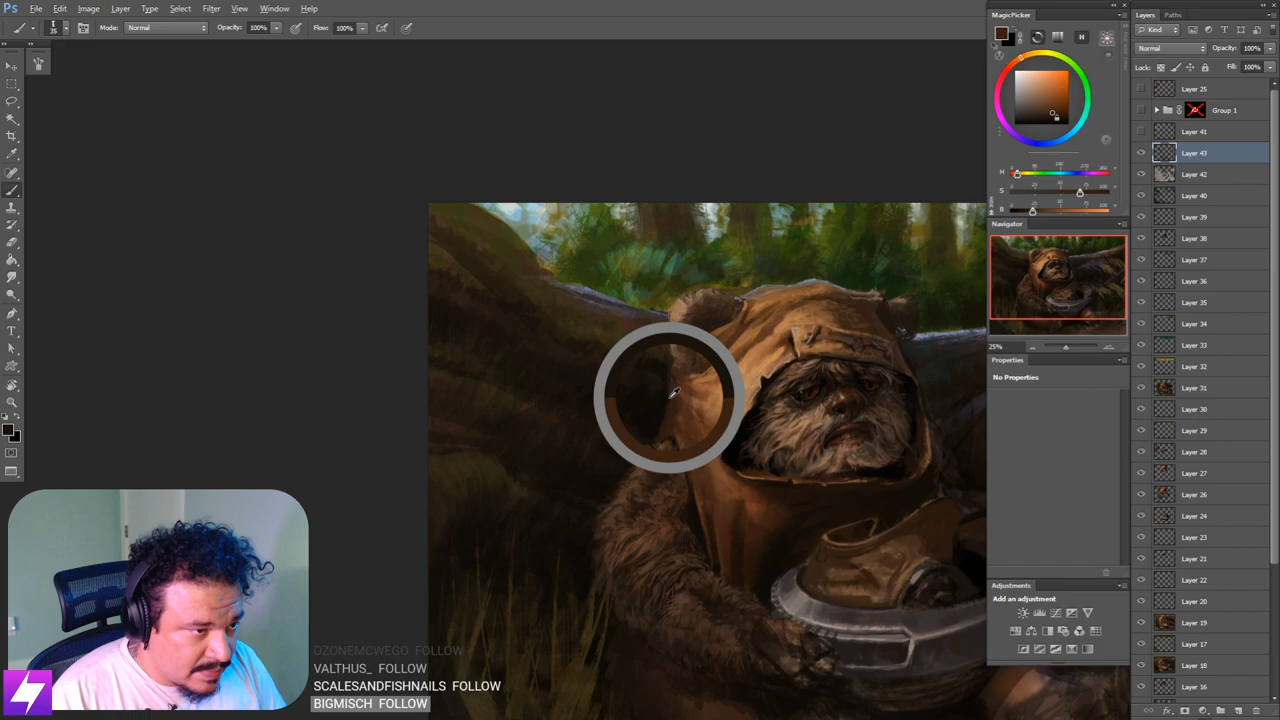 Ps File Edit Image Layer Type Select Filter View Window Help
35 Mode: Normal Opacity: 100% Flow: 100%
MagicPicker
H
S
B
Navigator
25%
Properties
No Properties
Adjustments
Add an adjustment
Layers Paths
Kind
Normal Opacity: 100%
Lock: Fill: 100%
Layer 25
Group 1
Layer 41
Layer 43
Layer 42
Layer 40
Layer 39
Layer 38
Layer 37
Layer 36
Layer 35
Layer 34
Layer 33
Layer 32
Layer 31
Layer 30
Layer 29
Layer 28
Layer 27
Layer 26
Layer 24
Layer 23
Layer 21
Layer 22
Layer 20
Layer 19
Layer 17
Layer 18
Layer 16
OZONEMCWEGO FOLLOW
VALTHUS_ FOLLOW
SCALESANDFISHNAILS FOLLOW
BIGMISCH FOLLOW